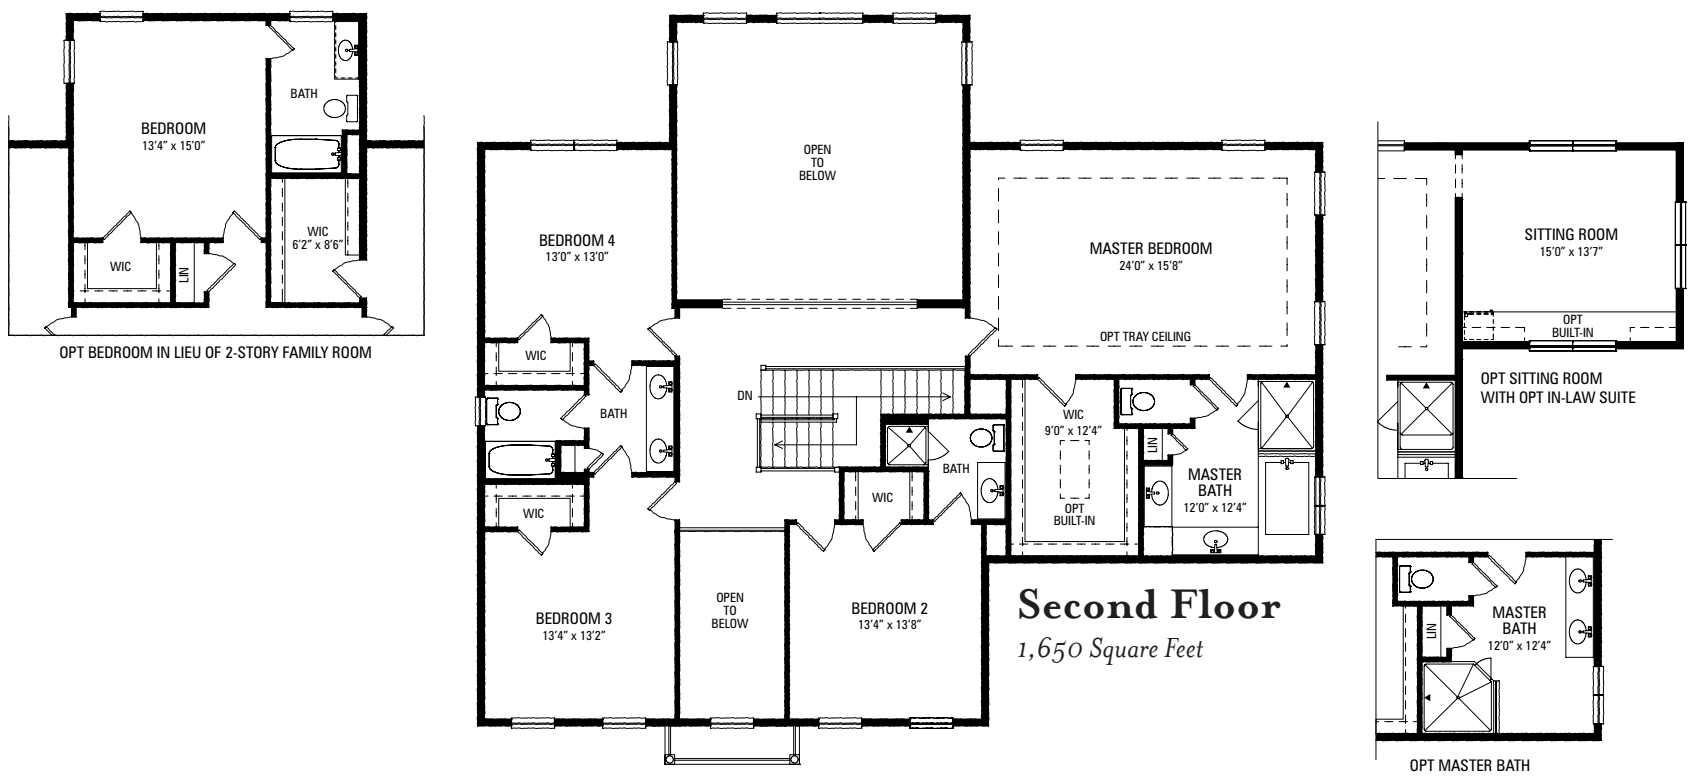 BATH
BEDROOM
13'4" x 15'0"
WIC
6'2" x 8'6"
WIC
LIN
OPT BEDROOM IN LIEU OF 2-STORY FAMILY ROOM
OPEN
TO
BELOW
BEDROOM 4
13'0" x 13'0"
MASTER BEDROOM
24'0" x 15'8"
OPT TRAY CEILING
WIC
DN
BATH
WIC
9'0" x 12'4"
OPT
BUILT-IN
LIN
MASTER
BATH
12'0" x 12'4"
BATH
WIC
WIC
BEDROOM 3
13'4" x 13'2"
OPEN
TO
BELOW
BEDROOM 2
13'4" x 13'8"
Second Floor
1,650 Square Feet
SITTING ROOM
15'0" x 13'7"
OPT
BUILT-IN
OPT SITTING ROOM
WITH OPT IN-LAW SUITE
LIN
MASTER
BATH
12'0" x 12'4"
OPT MASTER BATH